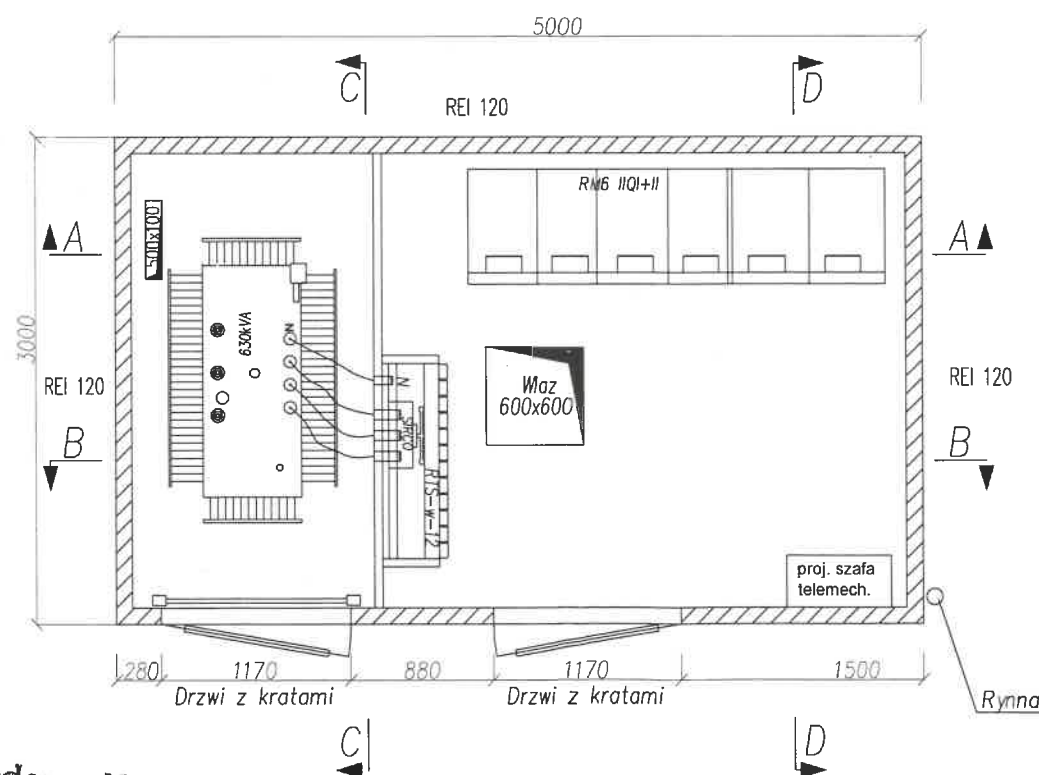 5000
C
D
REI 120
RM6 IIQI+II
500x100
A
A
3000
630kVA
N
N
Właz
600x600
REI 120
REI 120
SIRCO
B
B
RTS-W-12
proj. szafa
telemech.
280
1170
880
1170
1500
Drzwi z kratami
Drzwi z kratami
Rynna
C
D